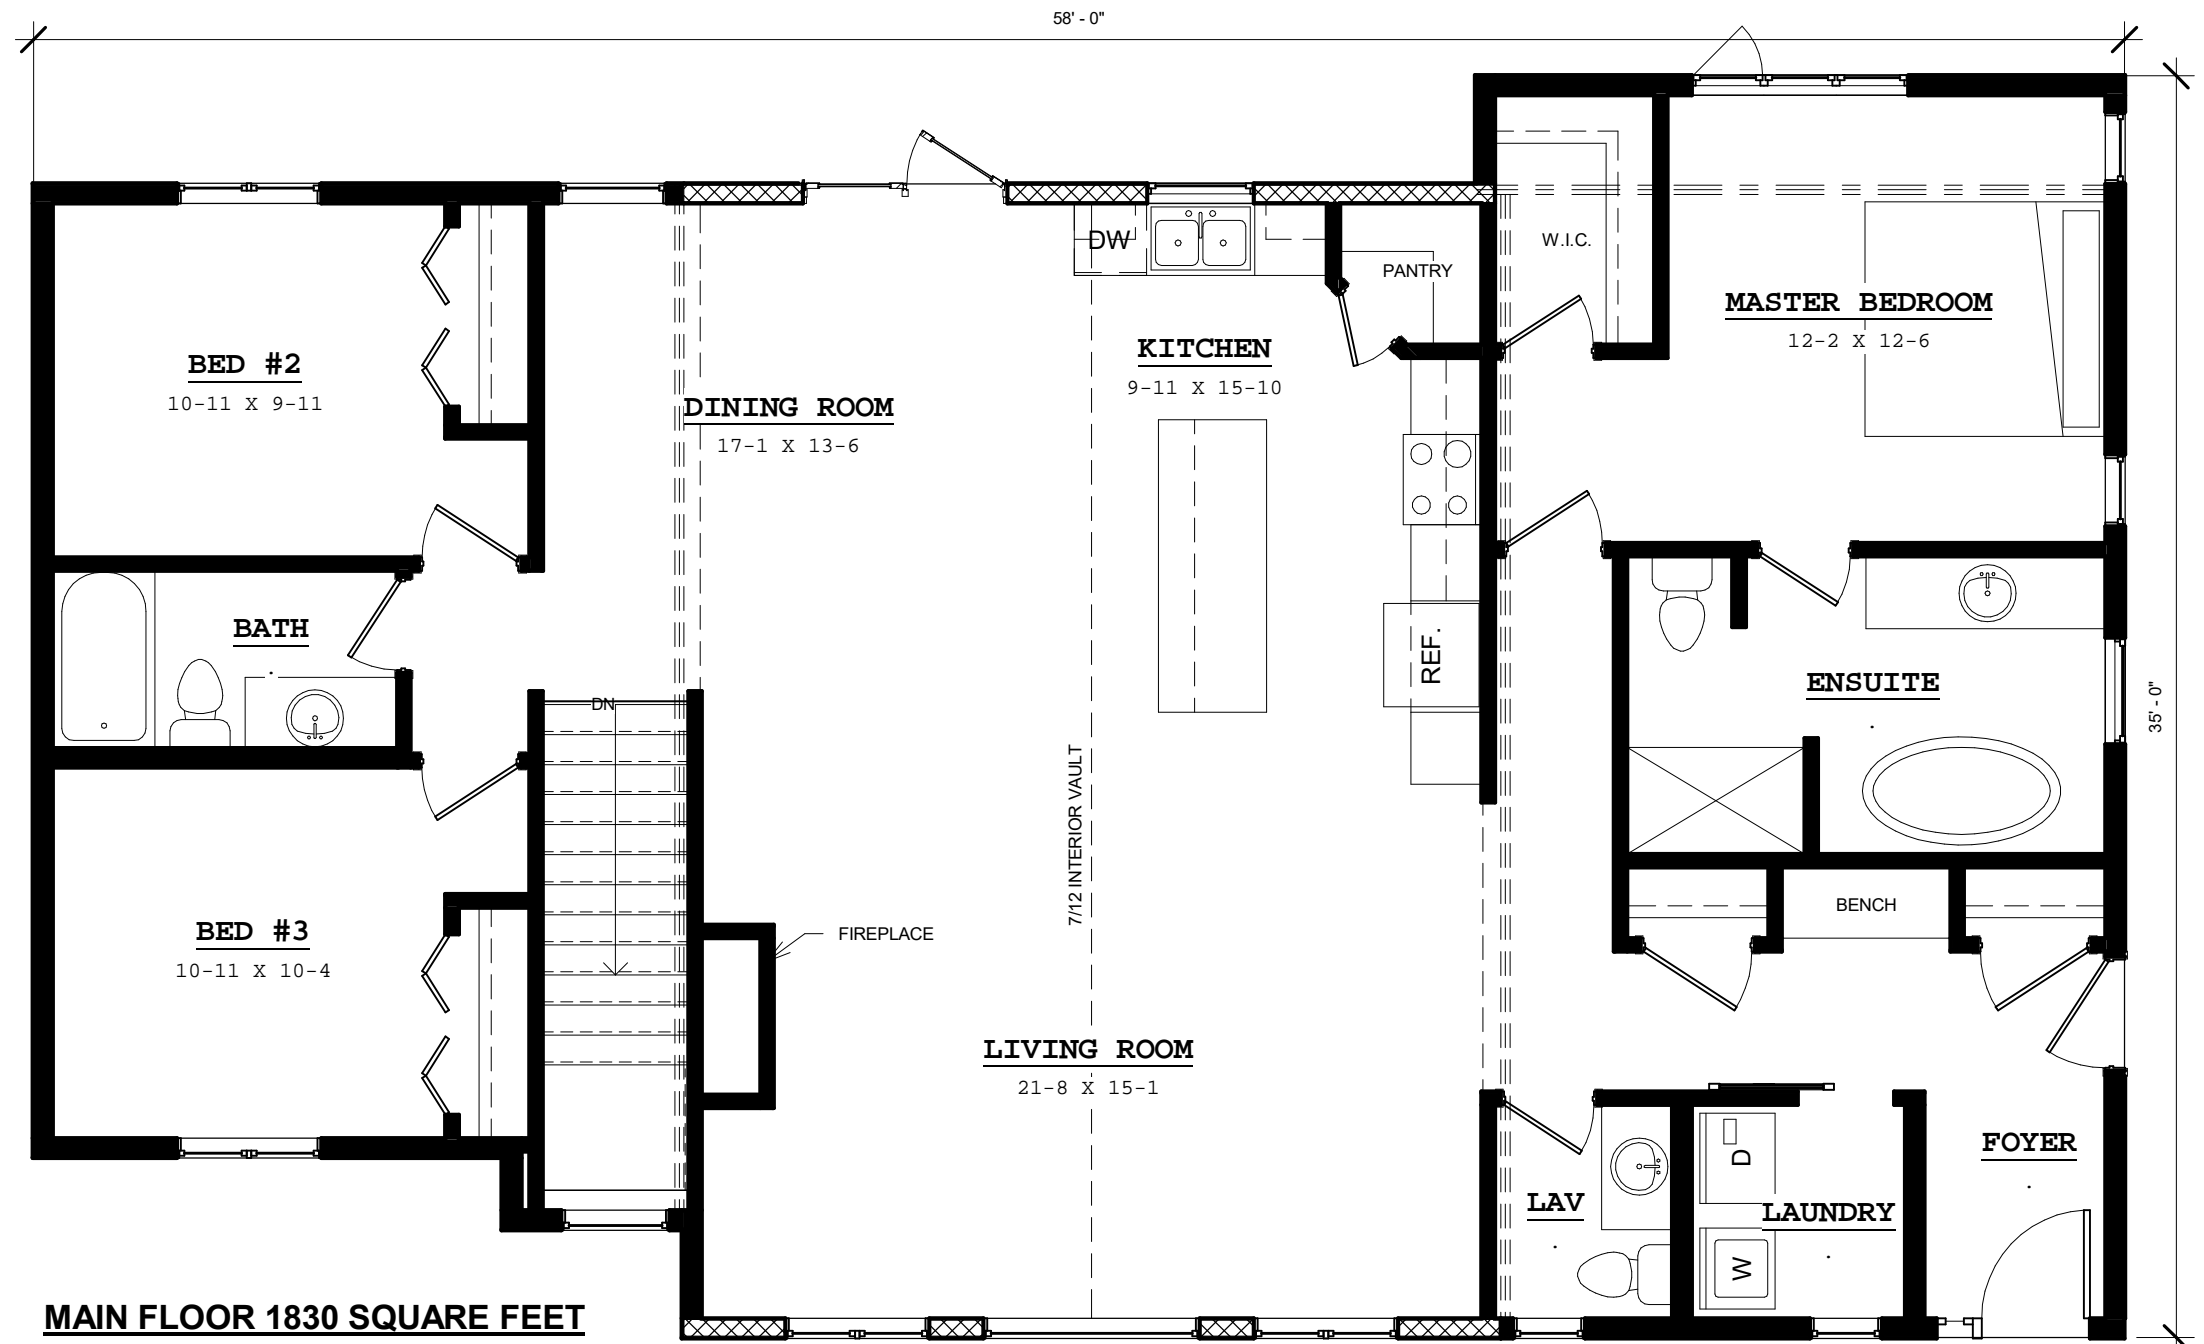 58' - 0"
DW
W.I.C.
PANTRY
MASTER BEDROOM
12-2 X 12-6
BED #2
10-11 X 9-11
KITCHEN
9-11 X 15-10
DINING ROOM
17-1 X 13-6
BATH
REF.
ENSUITE
35' - 0"
DN
7/12 INTERIOR VAULT
BENCH
BED #3
10-11 X 10-4
FIREPLACE
LIVING ROOM
21-8 X 15-1
FOYER
D
LAV
LAUNDRY
W
MAIN FLOOR 1830 SQUARE FEET